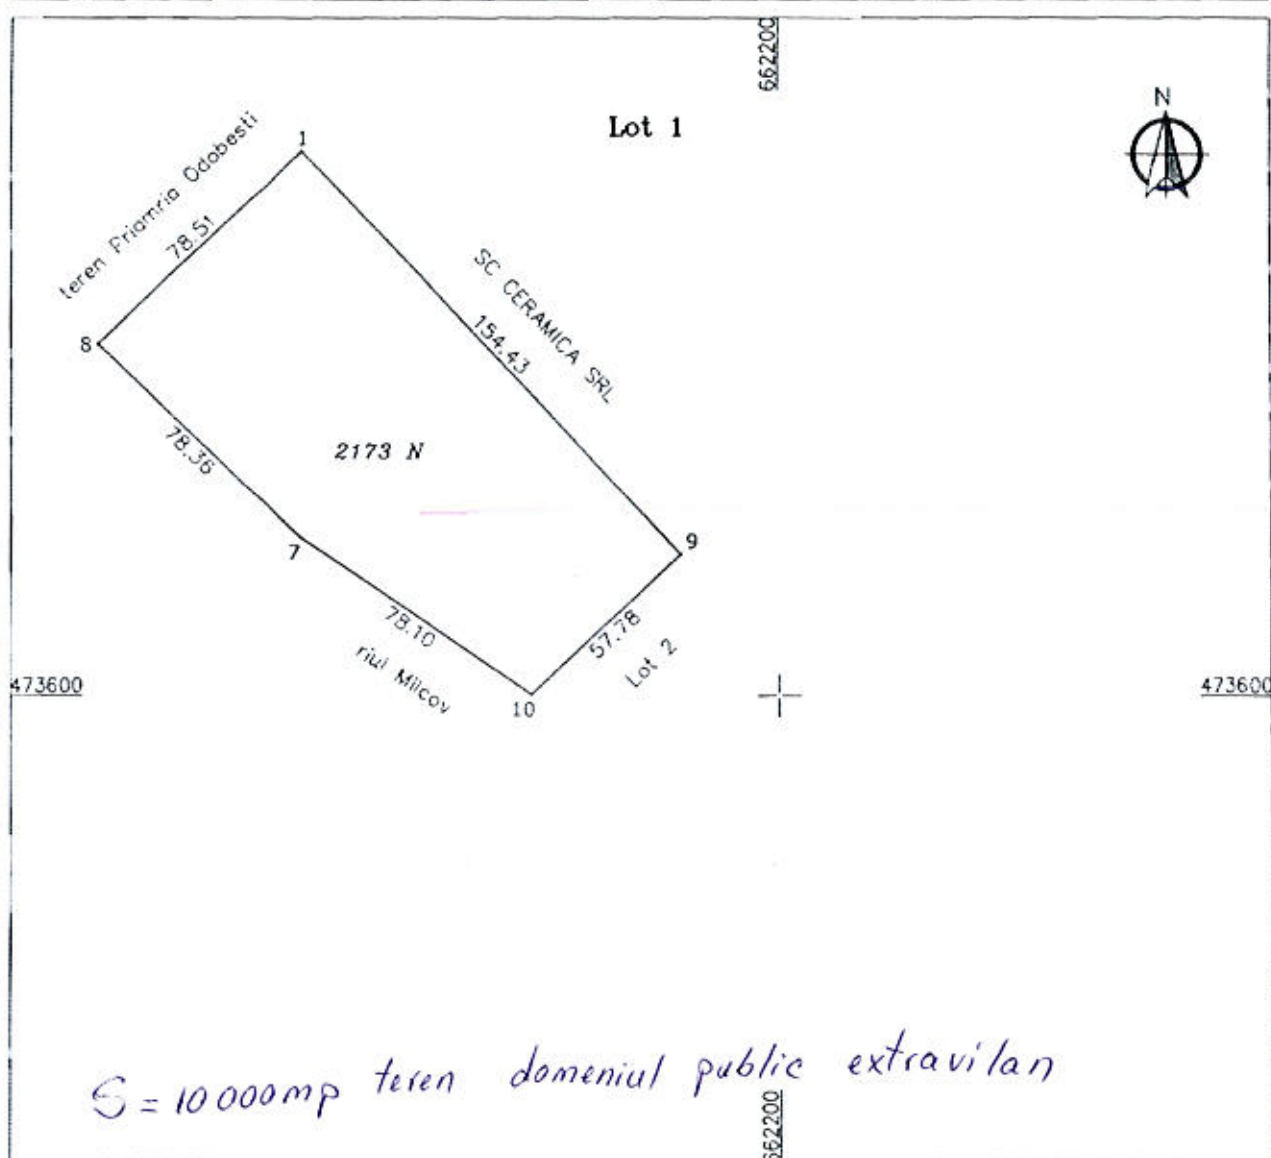 662200
N
Lot 1
1
teren Priamria Odobesti
78.51
SC CERAMICA SRL
154.43
8
78.36
2173 N
7
9
78.10
57.78
riul Milcov
Lot 2
473600
473600
10
S = 10 000 mp teren domeniul public extravilan
662200